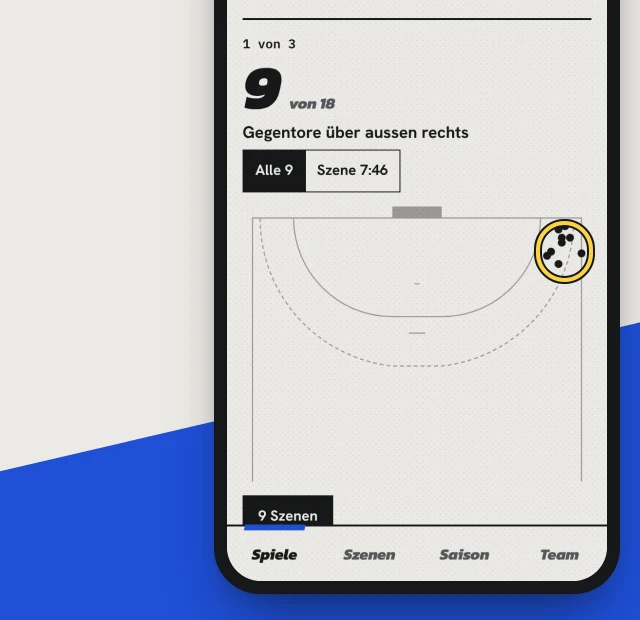 1 von 3
9 von 18
Gegentore über aussen rechts
Alle 9 Szene 7:46
9 Szenen
Spiele Szenen Saison Team